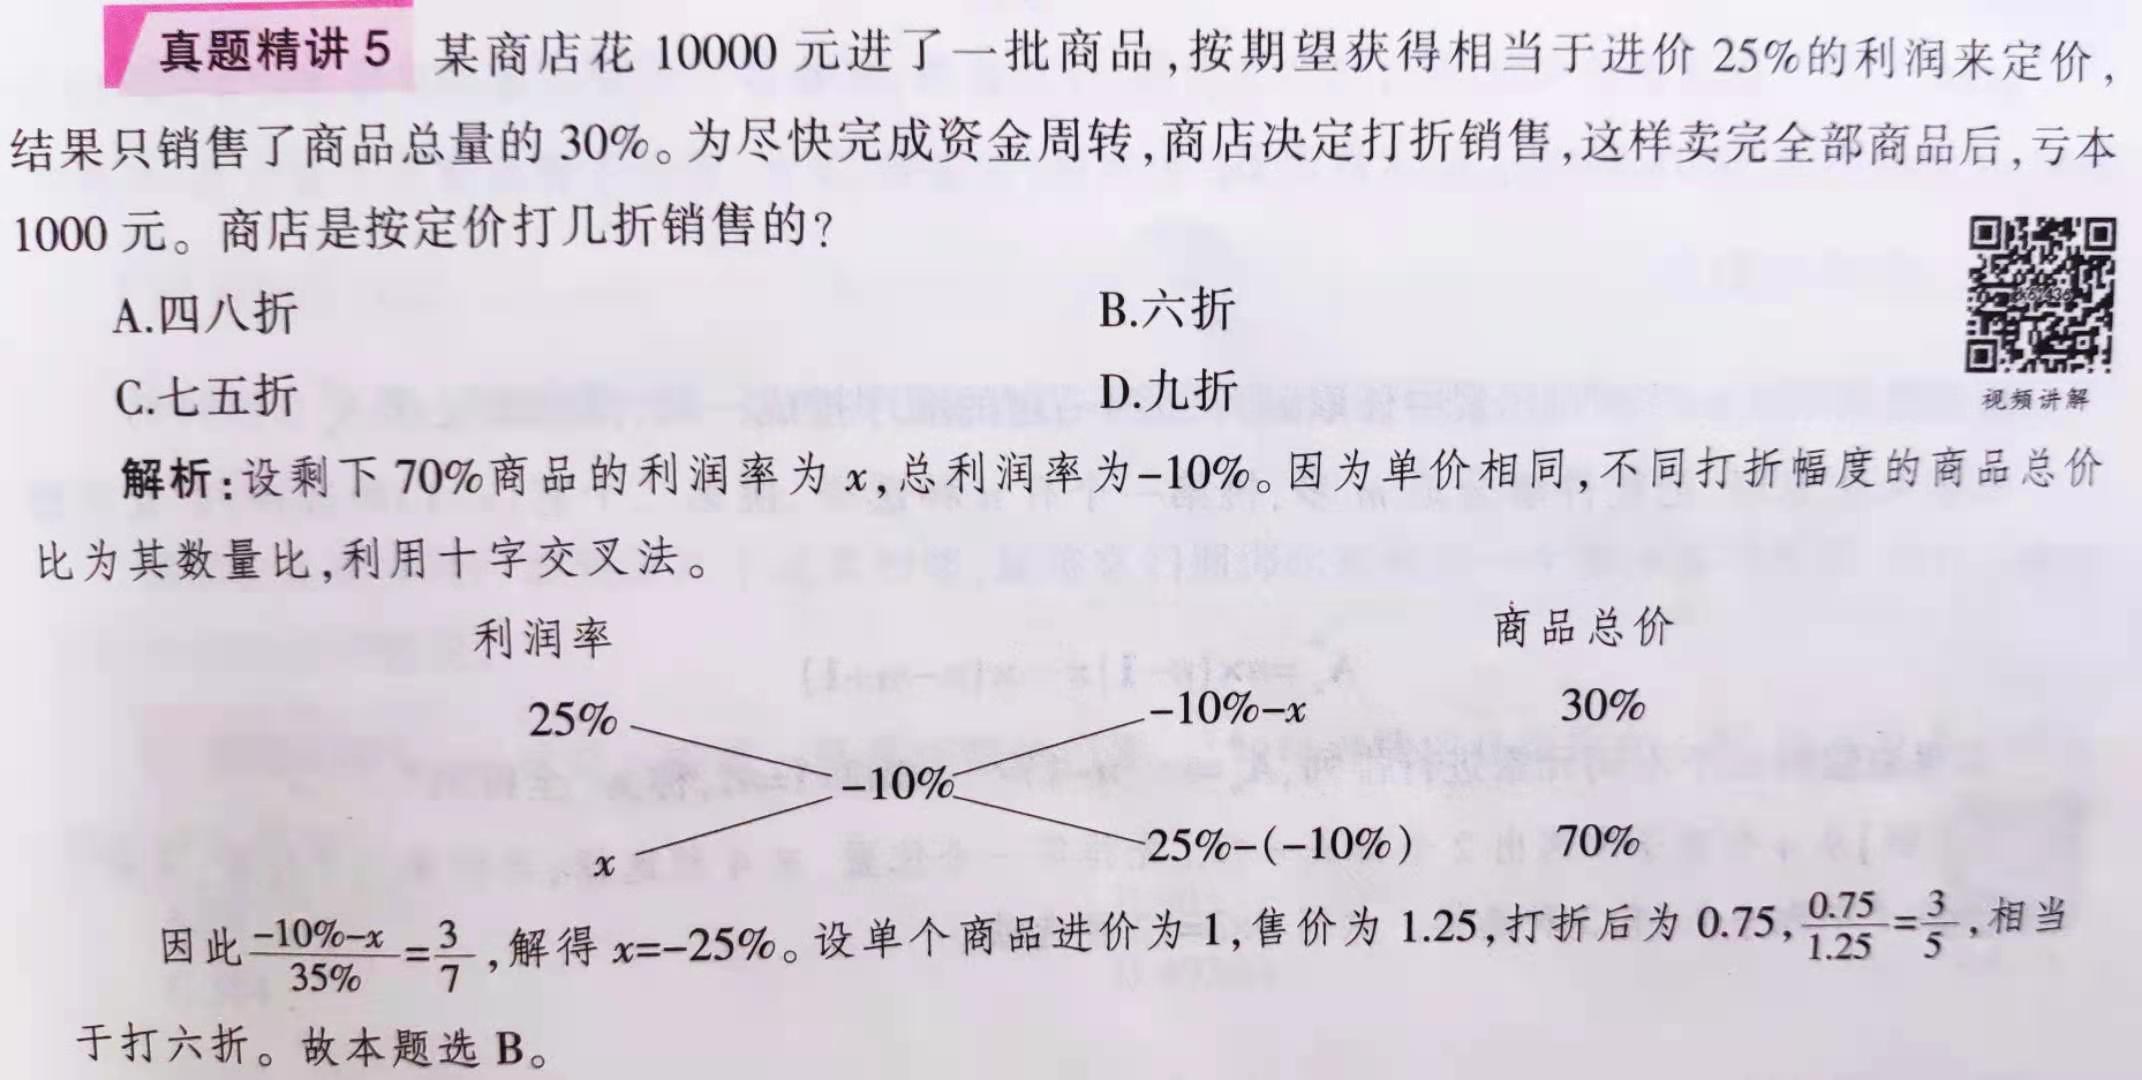 真题精讲5 某商店花 10000 元进了一批商品,按期望获得相当于进价 25%的利润来定价,
结果只销售了商品总量的 30%。为尽快完成资金周转,商店决定打折销售,这样卖完全部商品后,亏本
1000 元。商店是按定价打几折销售的?
A.四八折 B.六折
C.七五折 D.九折
视频讲解
解析:设剩下 70%商品的利润率为 x,总利润率为-10%。因为单价相同,不同打折幅度的商品总价
比为其数量比,利用十字交叉法。
利润率 商品总价
25% -10%-x 30%
-10%
x 25%-(-10%) 70%
因此 -10%-x/35% = 3/7 ,解得 x=-25%。设单个商品进价为 1,售价为 1.25,打折后为 0.75, 0.75/1.25 = 3/5 ,相当
于打六折。故本题选 B。